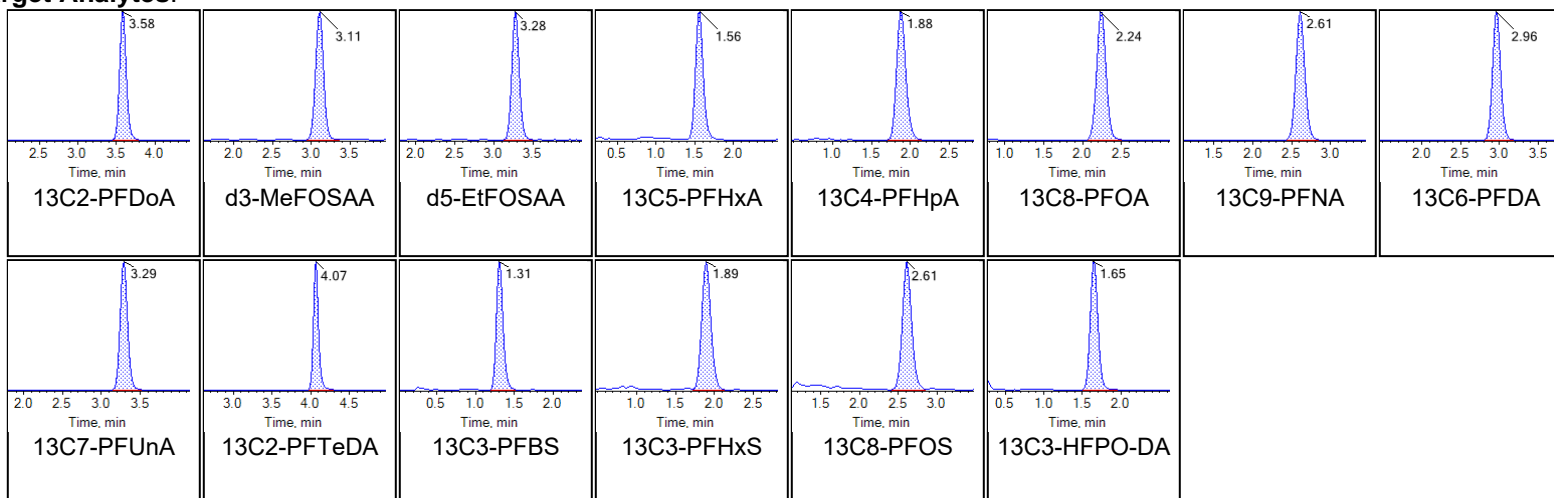 rget Analytes:
3.58 3.11 3.28 1.56 1.88 2.24 2.61 2.96
2.5 3.0 3.5 4.0 2.0 2.5 3.0 3.5 2.0 2.5 3.0 3.5 0.5 1.0 1.5 2.0 1.0 1.5 2.0 2.5 1.0 1.5 2.0 2.5 1.5 2.0 2.5 3.0 2.0 2.5 3.0 3.5
Time, min Time, min Time, min Time, min Time, min Time, min Time, min Time, min
13C2-PFDoA d3-MeFOSAA d5-EtFOSAA 13C5-PFHxA 13C4-PFHpA 13C8-PFOA 13C9-PFNA 13C6-PFDA
3.29 4.07 1.31 1.89 2.61 1.65
2.0 2.5 3.0 3.5 3.0 3.5 4.0 4.5 0.5 1.0 1.5 2.0 1.0 1.5 2.0 2.5 1.5 2.0 2.5 3.0 0.5 1.0 1.5 2.0
Time, min Time, min Time, min Time, min Time, min Time, min
13C7-PFUnA 13C2-PFTeDA 13C3-PFBS 13C3-PFHxS 13C8-PFOS 13C3-HFPO-DA